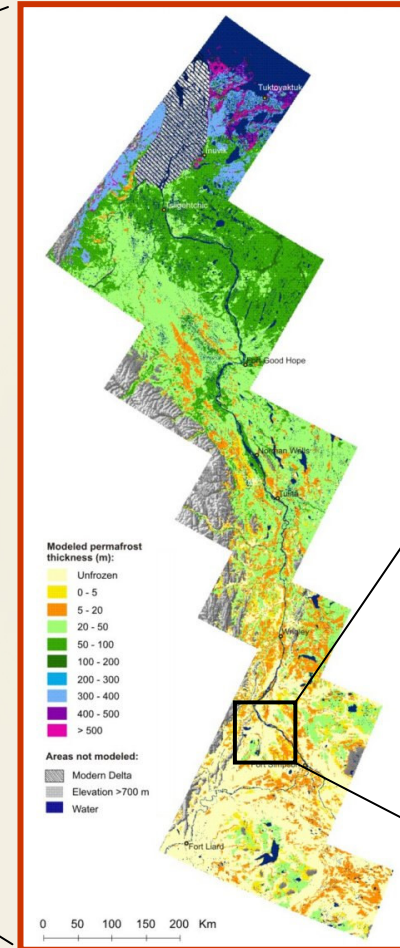 Tuktoyaktuk
Inuvik
Tsiigehtchic
Fort Good Hope
Norman Wells
Tulita
Wrigley
Fort Simpson
Fort Liard
Modeled permafrost
thickness (m):
Unfrozen
0 - 5
5 - 20
20 - 50
50 - 100
100 - 200
200 - 300
300 - 400
400 - 500
> 500
Areas not modeled:
Modern Delta
Elevation >700 m
Water
0 50 100 150 200 Km